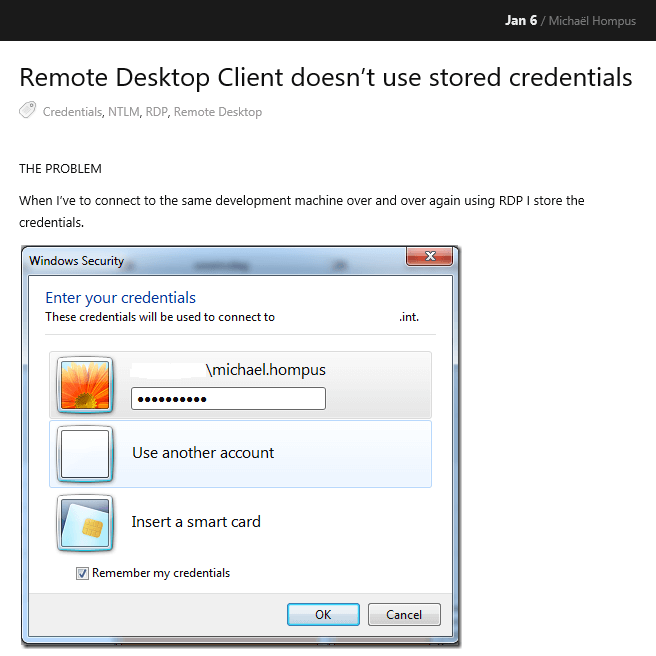 Jan 6 / Michaël Hompus
Remote Desktop Client doesn’t use stored credentials
Credentials, NTLM, RDP, Remote Desktop
THE PROBLEM
When I’ve to connect to the same development machine over and over again using RDP I store the
credentials.
Windows Security
Enter your credentials
These credentials will be used to connect to .int.
\michael.hompus
●●●●●●●●●●
Use another account
Insert a smart card
Remember my credentials
OK Cancel